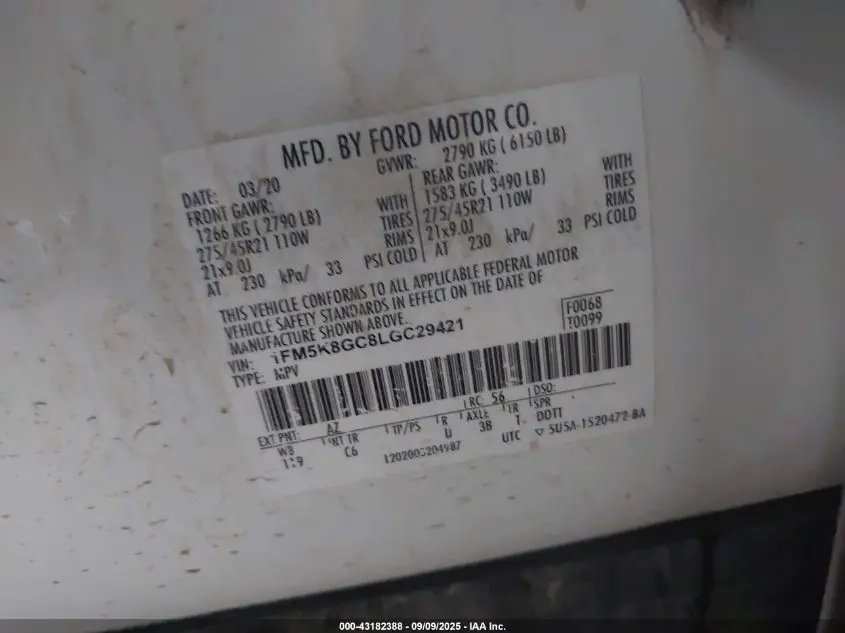 MFD. BY FORD MOTOR CO.
DATE: 03/20 GVWR: 2790 KG ( 6150 LB)
FRONT GAWR: REAR GAWR:
1266 KG ( 2790 LB) WITH 1583 KG ( 3490 LB) WITH
275/45R21 110W TIRES 275/45R21 110W TIRES
21x9.0J RIMS 21x9.0J RIMS
AT 230 kPa/ 33 PSI COLD AT 230 kPa/ 33 PSI COLD
THIS VEHICLE CONFORMS TO ALL APPLICABLE FEDERAL MOTOR
VEHICLE SAFETY STANDARDS IN EFFECT ON THE DATE OF
MANUFACTURE SHOWN ABOVE.
VIN: 1FM5K8GC8LGC29421 F0068
TYPE: MPV T0099
EXT PNT: AZ RC 56 DSO:
INT TR TP/PS R AXLE TR SPR
W8 C6 U 3B T DDTT
UTC 5U5A-1520472-BA
000-43182388 - 09/09/2025 - IAA Inc.